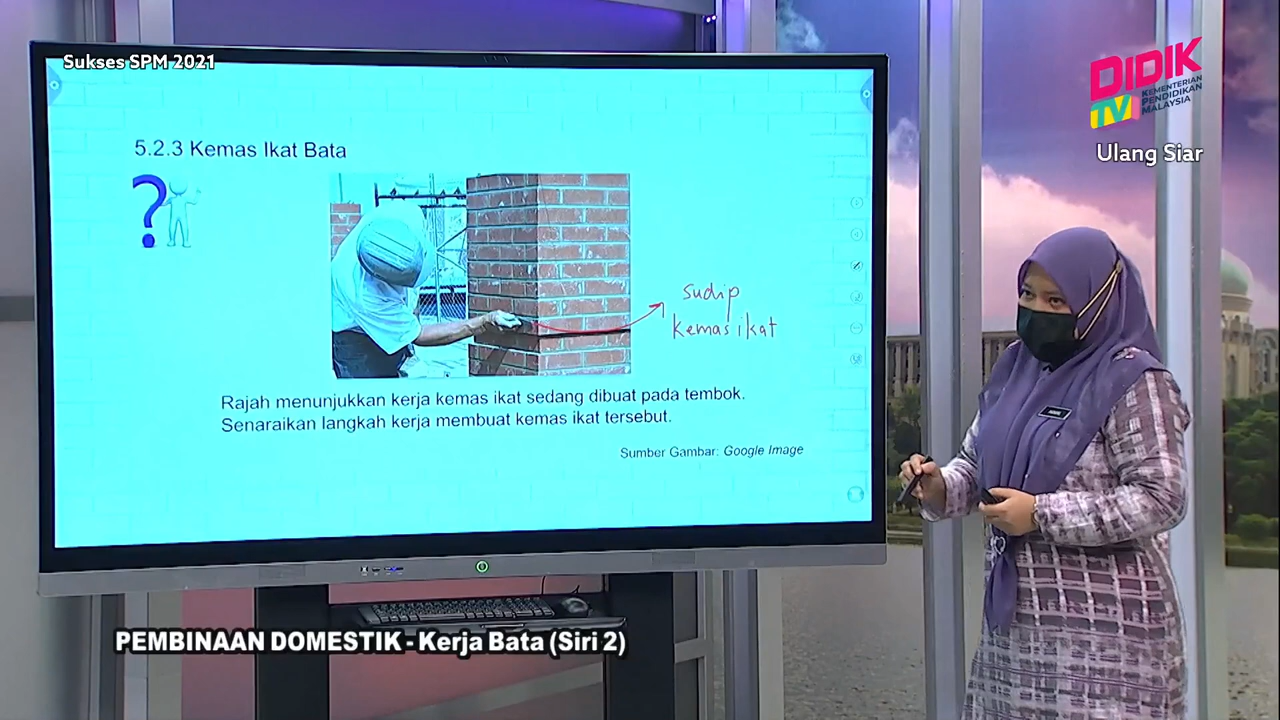 Sukses SPM 2021
DIDIK
TV
KEMENTERIAN
PENDIDIKAN
MALAYSIA
Ulang Siar
5.2.3 Kemas Ikat Bata
?
sudip
kemas ikat
Rajah menunjukkan kerja kemas ikat sedang dibuat pada tembok.
Senaraikan langkah kerja membuat kemas ikat tersebut.
Sumber Gambar: Google Image
PEMBINAAN DOMESTIK - Kerja Bata (Siri 2)